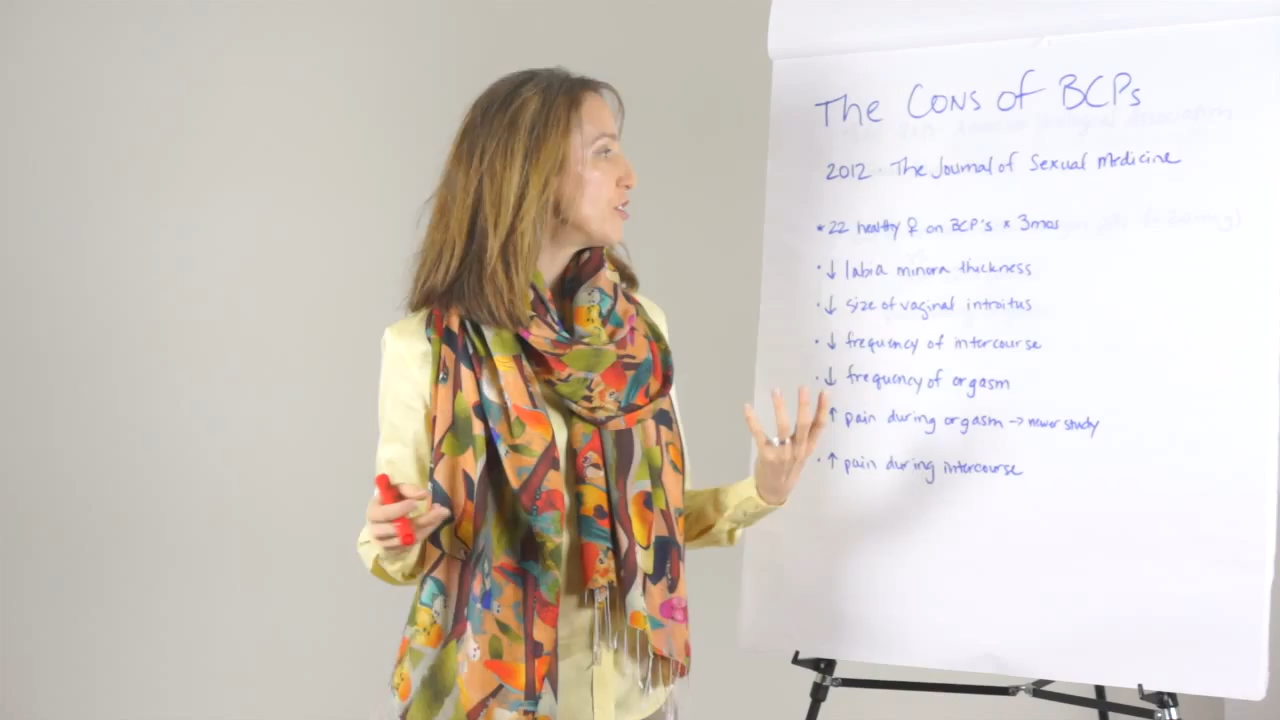 The Cons of BCPs
2012 · The Journal of Sexual Medicine
* 22 healthy ♀ on BCP's x 3mos
· ↓ labia minora thickness
· ↓ size of vaginal introitus
· ↓ frequency of intercourse
· ↓ frequency of orgasm
↑ pain during orgasm → newer study
· ↑ pain during intercourse